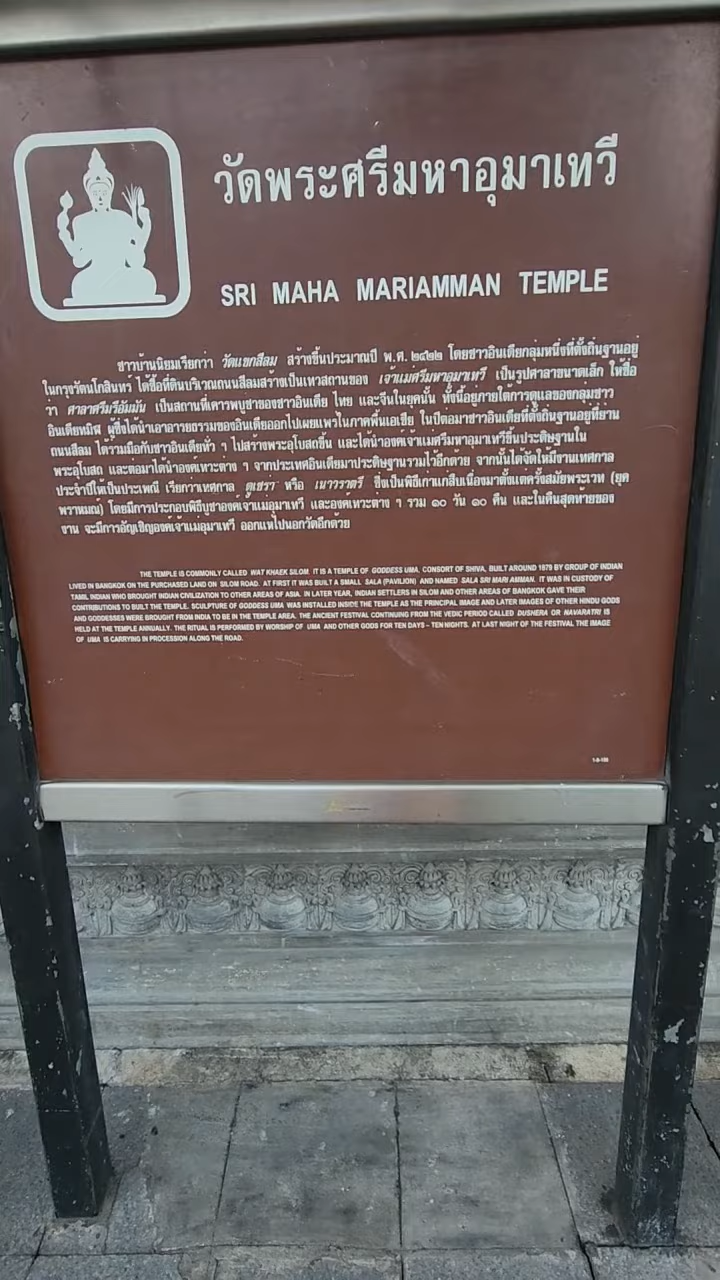 วัดพระศรีมหาอุมาเทวี
SRI MAHA MARIAMMAN TEMPLE
ชาวบ้านนิยมเรียกว่า วัดแขกสีลม สร้างขึ้นประมาณปี พ.ศ. ๒๔๒๒ โดยชาวอินเดียกลุ่มหนึ่งที่ตั้งถิ่นฐานอยู่
ในกรุงรัตนโกสินทร์ ได้ซื้อที่ดินบริเวณถนนสีลมสร้างเป็นเทวสถานของ เจ้าแม่ศรีมหาอุมาเทวี เป็นรูปศาลาขนาดเล็ก ให้ชื่อ
ว่า ศาลาศรีมรีอัมมัน เป็นสถานที่เคารพบูชาของชาวอินเดีย ไทย และจีนในยุคนั้น ทั้งนี้อยู่ภายใต้การดูแลของกลุ่มชาว
อินเดียทมิฬ ผู้ซึ่งได้นำเอาอารยธรรมของอินเดียออกไปเผยแพร่ในภาคพื้นเอเชีย ในปีต่อมาชาวอินเดียที่ตั้งถิ่นฐานอยู่ที่ย่าน
ถนนสีลม ได้ร่วมมือกับชาวอินเดียทั่ว ๆ ไปสร้างพระอุโบสถขึ้น และได้นำองค์เจ้าแม่ศรีมหาอุมาเทวีขึ้นประดิษฐานใน
พระอุโบสถ และต่อมาได้นำองค์เทวะต่าง ๆ จากประเทศอินเดียมาประดิษฐานรวมไว้อีกด้วย จากนั้นได้จัดให้มีงานเทศกาล
ประจำปีให้เป็นประเพณี เรียกว่าเทศกาล ดูเซรา หรือ เนาวราตรี ซึ่งเป็นพิธีเก่าแก่สืบเนื่องมาตั้งแต่ครั้งสมัยพระเวท (ยุค
พราหมณ์) โดยมีการประกอบพิธีบูชาองค์เจ้าแม่อุมาเทวี และองค์เทวะต่าง ๆ รวม ๑๐ วัน ๑๐ คืน และในคืนสุดท้ายของ
งาน จะมีการอัญเชิญองค์เจ้าแม่อุมาเทวี ออกแห่ไปนอกวัดอีกด้วย
THE TEMPLE IS COMMONLY CALLED WAT KHAEK SILOM. IT IS A TEMPLE OF GODDESS UMA, CONSORT OF SHIVA, BUILT AROUND 1879 BY GROUP OF INDIAN
LIVED IN BANGKOK ON THE PURCHASED LAND ON SILOM ROAD. AT FIRST IT WAS BUILT A SMALL SALA (PAVILION) AND NAMED SALA SRI MARI AMMAN. IT WAS IN CUSTODY OF
TAMIL INDIAN WHO BROUGHT INDIAN CIVILIZATION TO OTHER AREAS OF ASIA. IN LATER YEAR, INDIAN SETTLERS IN SILOM AND OTHER AREAS OF BANGKOK GAVE THEIR
CONTRIBUTIONS TO BUILT THE TEMPLE. SCULPTURE OF GODDESS UMA WAS INSTALLED INSIDE THE TEMPLE AS THE PRINCIPAL IMAGE AND LATER IMAGES OF OTHER HINDU GODS
AND GODDESSES WERE BROUGHT FROM INDIA TO BE IN THE TEMPLE AREA. THE ANCIENT FESTIVAL CONTINUING FROM THE VEDIC PERIOD CALLED DUSHERA OR NAVARATRI IS
HELD AT THE TEMPLE ANNUALLY. THE RITUAL IS PERFORMED BY WORSHIP OF UMA AND OTHER GODS FOR TEN DAYS – TEN NIGHTS. AT LAST NIGHT OF THE FESTIVAL THE IMAGE
OF UMA IS CARRYING IN PROCESSION ALONG THE ROAD.